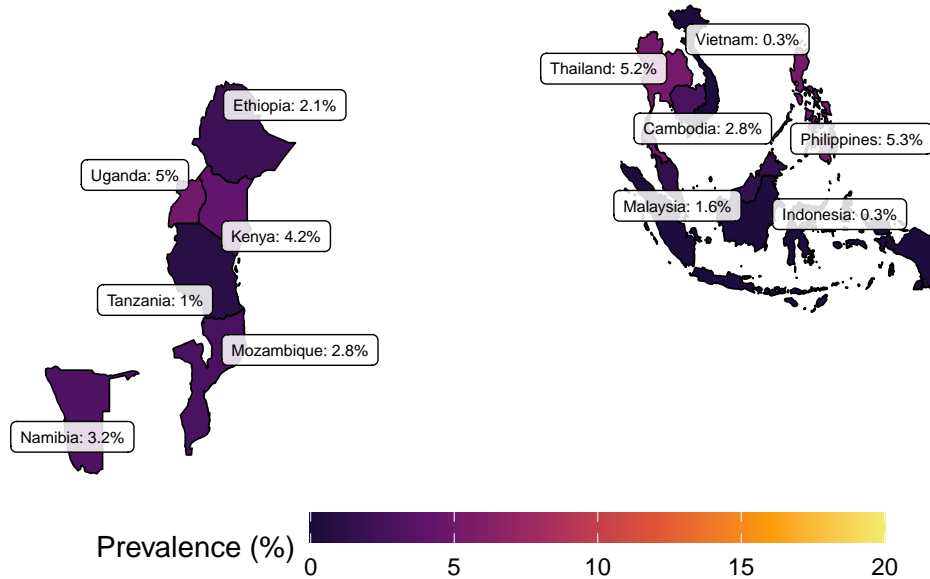 Vietnam: 0.3%
Thailand: 5.2%
Ethiopia: 2.1%
Cambodia: 2.8%
Philippines: 5.3%
Uganda: 5%
Malaysia: 1.6%
Indonesia: 0.3%
Kenya: 4.2%
Tanzania: 1%
Mozambique: 2.8%
Namibia: 3.2%
Prevalence (%)
0 5 10 15 20